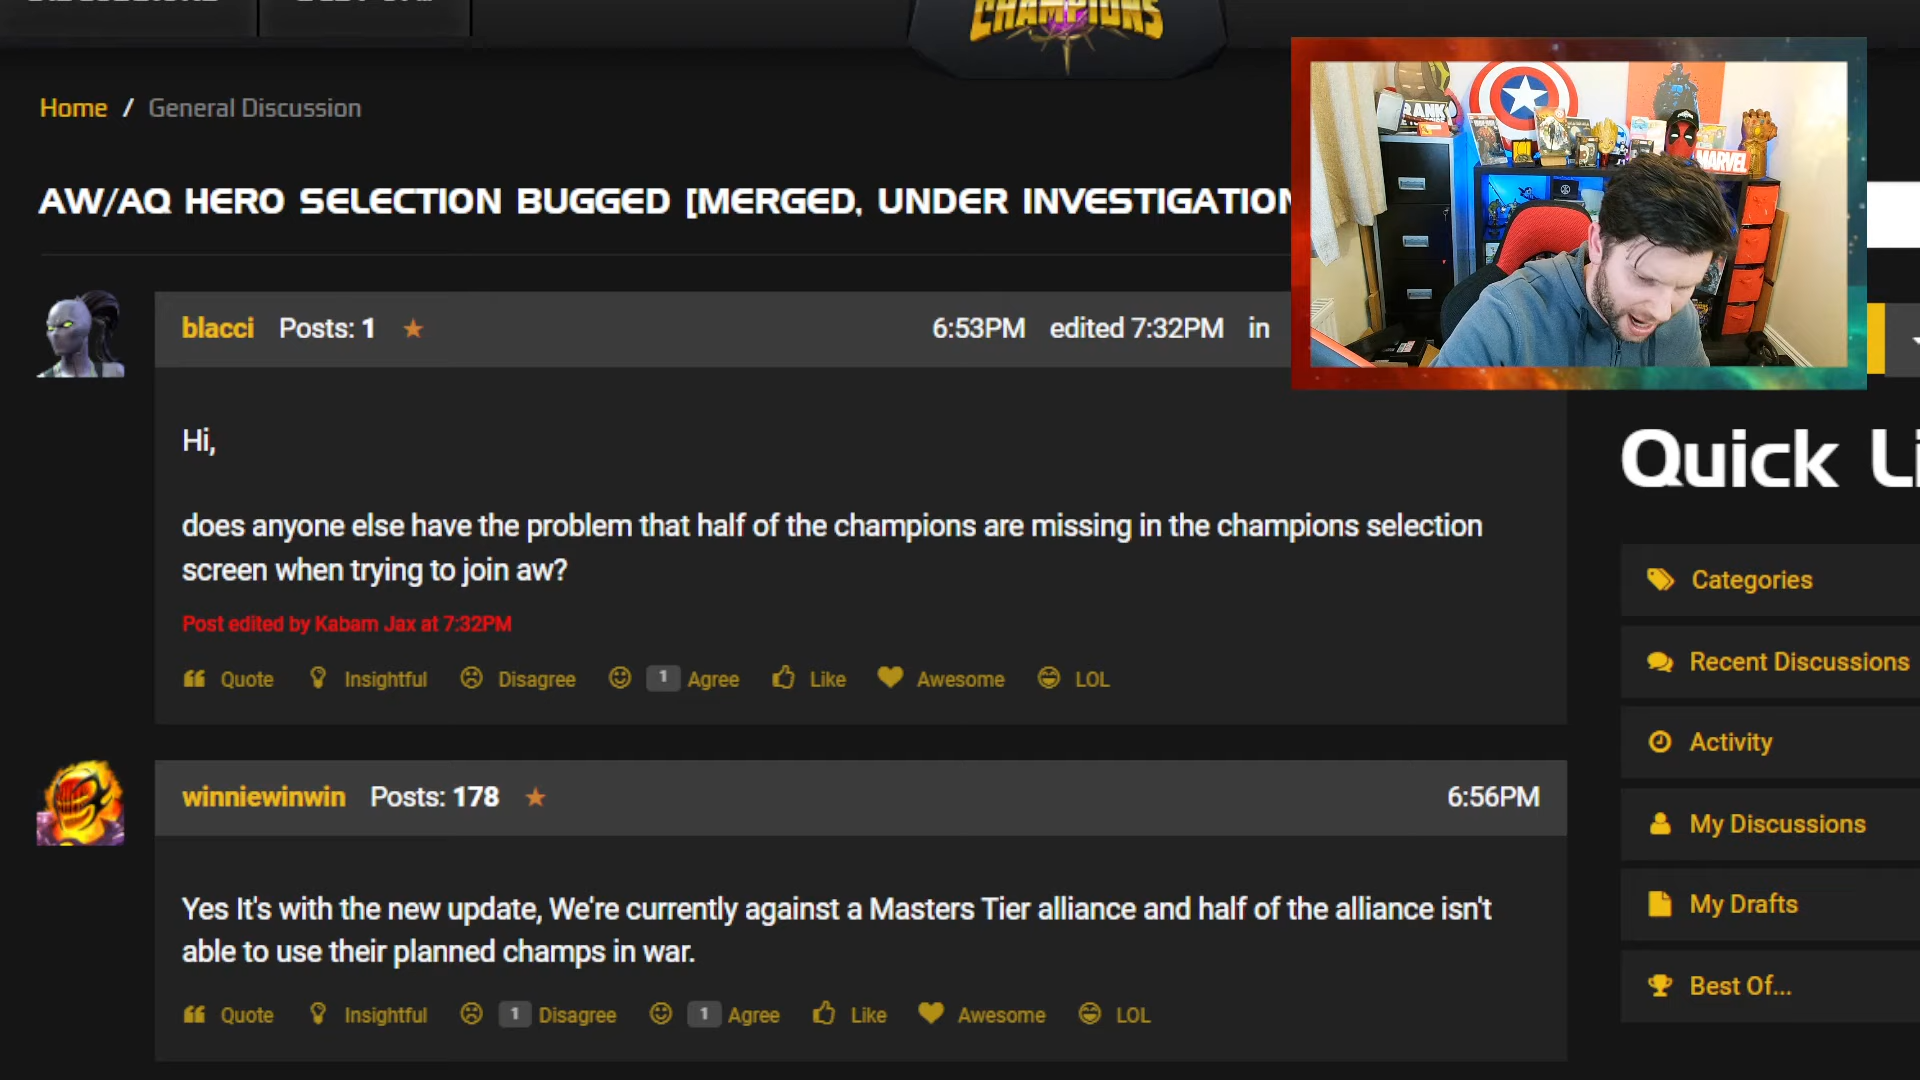 CHAMPIONS
Home / General Discussion
AW/AQ HERO SELECTION BUGGED [MERGED, UNDER INVESTIGATION
blacci Posts: 1 6:53PM edited 7:32PM in
Hi,
does anyone else have the problem that half of the champions are missing in the champions selection
screen when trying to join aw?
Post edited by Kabam Jax at 7:32PM
Quote Insightful Disagree 1 Agree Like Awesome LOL
winniewinwin Posts: 178 6:56PM
Yes It's with the new update, We're currently against a Masters Tier alliance and half of the alliance isn't
able to use their planned champs in war.
Quote Insightful 1 Disagree 1 Agree Like Awesome LOL
MARVEL
Quick Li
Categories
Recent Discussions
Activity
My Discussions
My Drafts
Best Of...